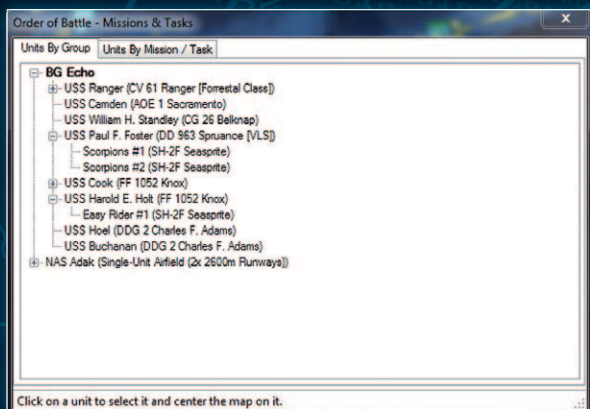 Order of Battle - Missions & Tasks
X
Units By Group
Units By Mission / Task
BG Echo
USS Ranger (CV 61 Ranger [Forrestal Class])
USS Camden (AOE 1 Sacramento)
USS William H. Standley (CG 26 Belknap)
USS Paul F. Foster (DD 963 Spruance [VLS])
Scorpions #1 (SH-2F Seasprite)
Scorpions #2 (SH-2F Seasprite)
USS Cook (FF 1052 Knox)
USS Harold E. Holt (FF 1052 Knox)
Easy Rider #1 (SH-2F Seasprite)
USS Hoel (DDG 2 Charles F. Adams)
USS Buchanan (DDG 2 Charles F. Adams)
NAS Adak (Single-Unit Airfield (2x 2600m Runways))
Click on a unit to select it and center the map on it.